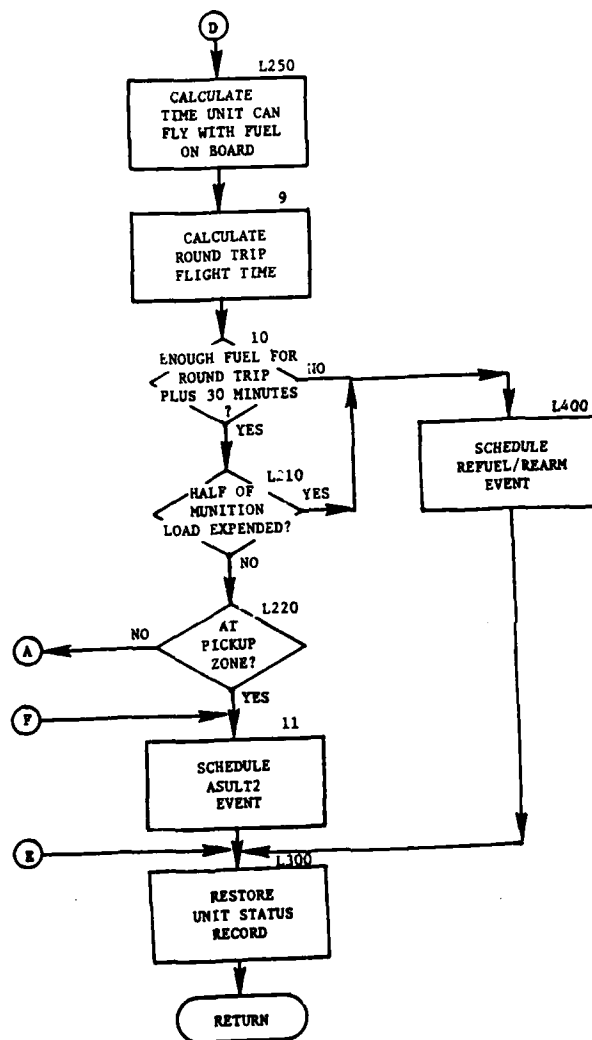 D
L250
CALCULATE
TIME UNIT CAN
FLY WITH FUEL
ON BOARD
9
CALCULATE
ROUND TRIP
FLIGHT TIME
10
ENOUGH FUEL FOR
ROUND TRIP
PLUS 30 MINUTES
?
NO
YES
L400
SCHEDULE
REFUEL/REARM
EVENT
L210
HALF OF
MUNITION
LOAD EXPENDED?
YES
NO
L220
AT
PICKUP
ZONE?
NO
A
YES
F
11
SCHEDULE
ASULT2
EVENT
E
L300
RESTORE
UNIT STATUS
RECORD
RETURN